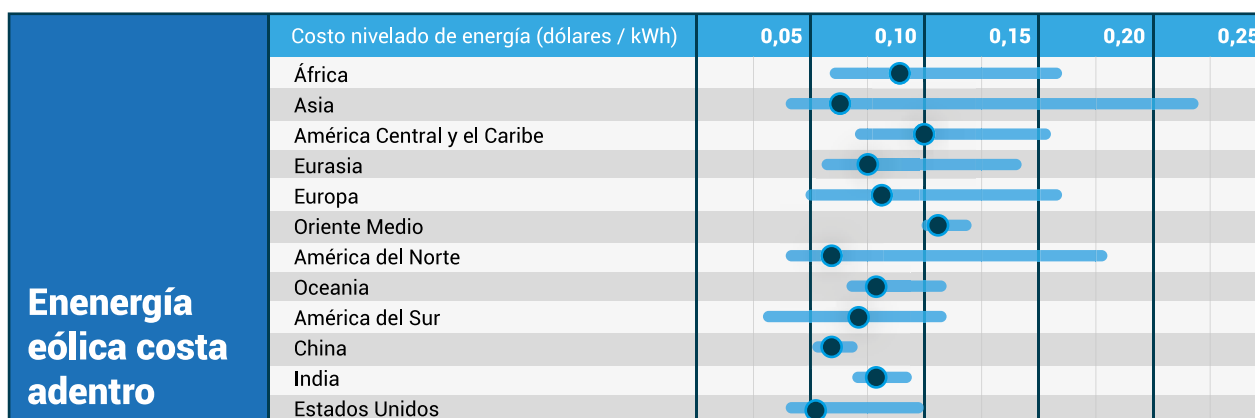 Costo nivelado de energía (dólares / kWh) 0,05 0,10 0,15 0,20 0,25
África
Asia
América Central y el Caribe
Eurasia
Europa
Oriente Medio
América del Norte
Oceania
América del Sur
China
India
Estados Unidos
Enenergía
eólica costa
adentro